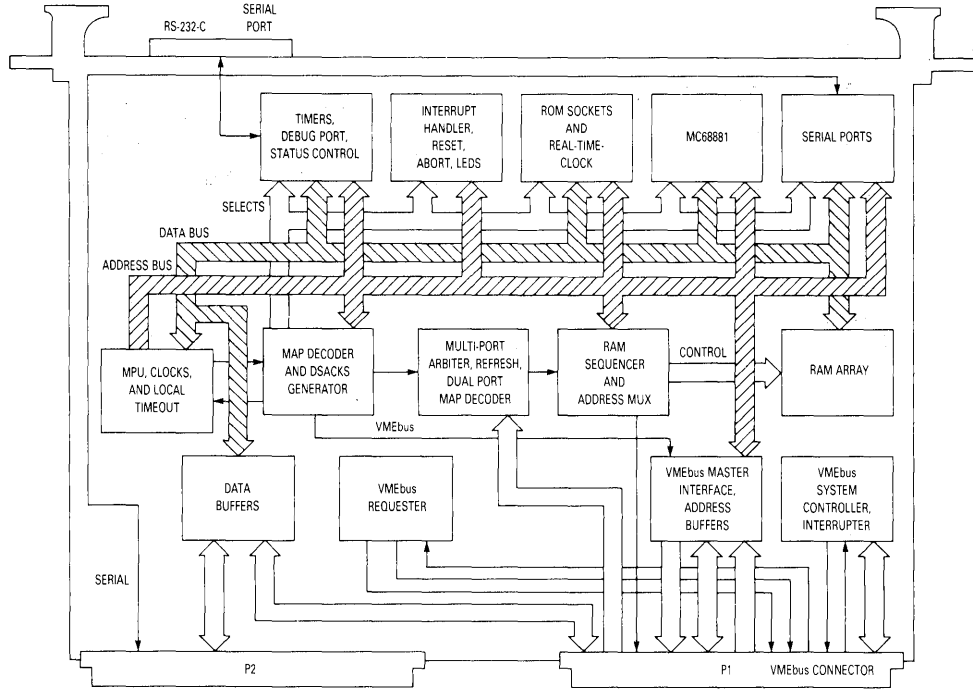 RS-232-C
SERIAL
PORT
TIMERS,
DEBUG PORT,
STATUS CONTROL
INTERRUPT
HANDLER,
RESET,
ABORT, LEDS
ROM SOCKETS
AND
REAL-TIME-
CLOCK
MC68881
SERIAL PORTS
SELECTS
DATA BUS
ADDRESS BUS
MPU, CLOCKS,
AND LOCAL
TIMEOUT
MAP DECODER
AND DSACKS
GENERATOR
MULTI-PORT
ARBITER, REFRESH,
DUAL PORT
MAP DECODER
RAM
SEQUENCER
AND
ADDRESS MUX
CONTROL
RAM ARRAY
VMEbus
DATA
BUFFERS
VMEbus
REQUESTER
VMEbus MASTER
INTERFACE,
ADDRESS
BUFFERS
VMEbus
SYSTEM
CONTROLLER,
INTERRUPTER
SERIAL
P2
P1
VMEbus CONNECTOR